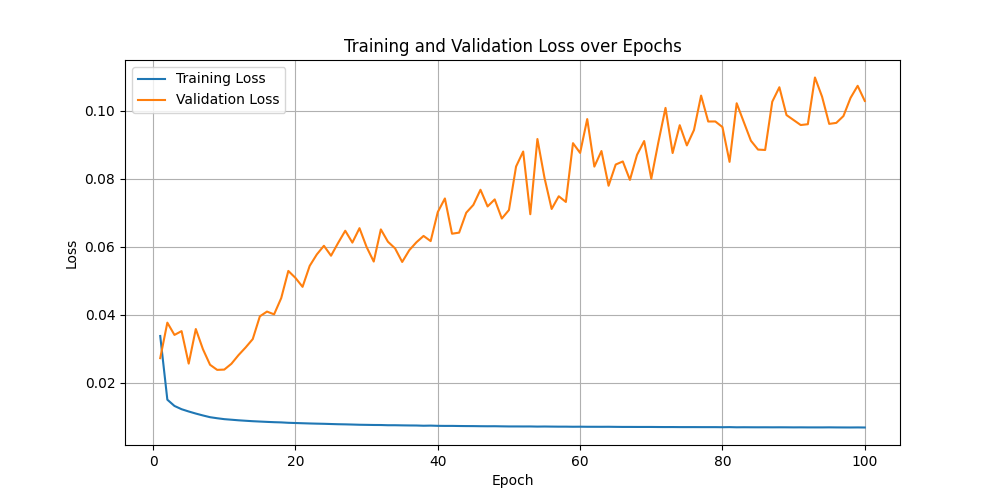 Training and Validation Loss over Epochs
Training Loss
Validation Loss
0.10
0.08
0.06
0.04
0.02
Loss
0 20 40 60 80 100
Epoch